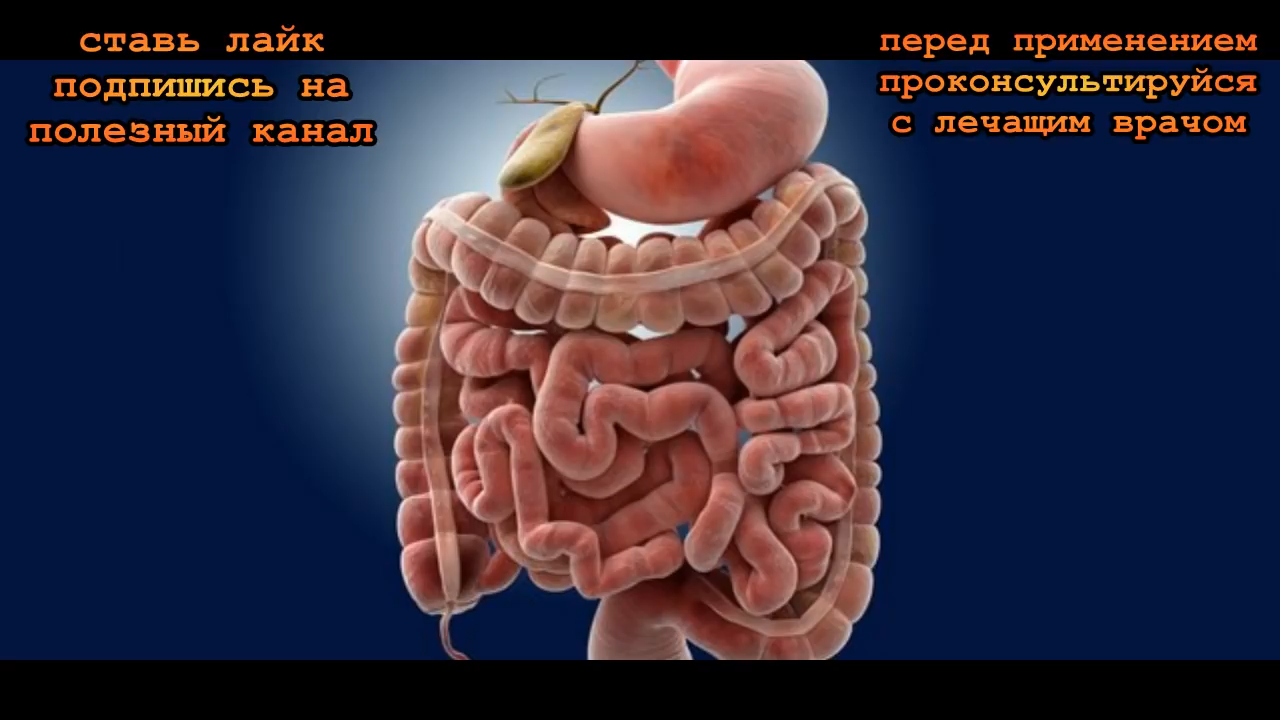 ставь лайк
подпишись на
полезный канал
перед применением
проконсультируйся
с лечащим врачом